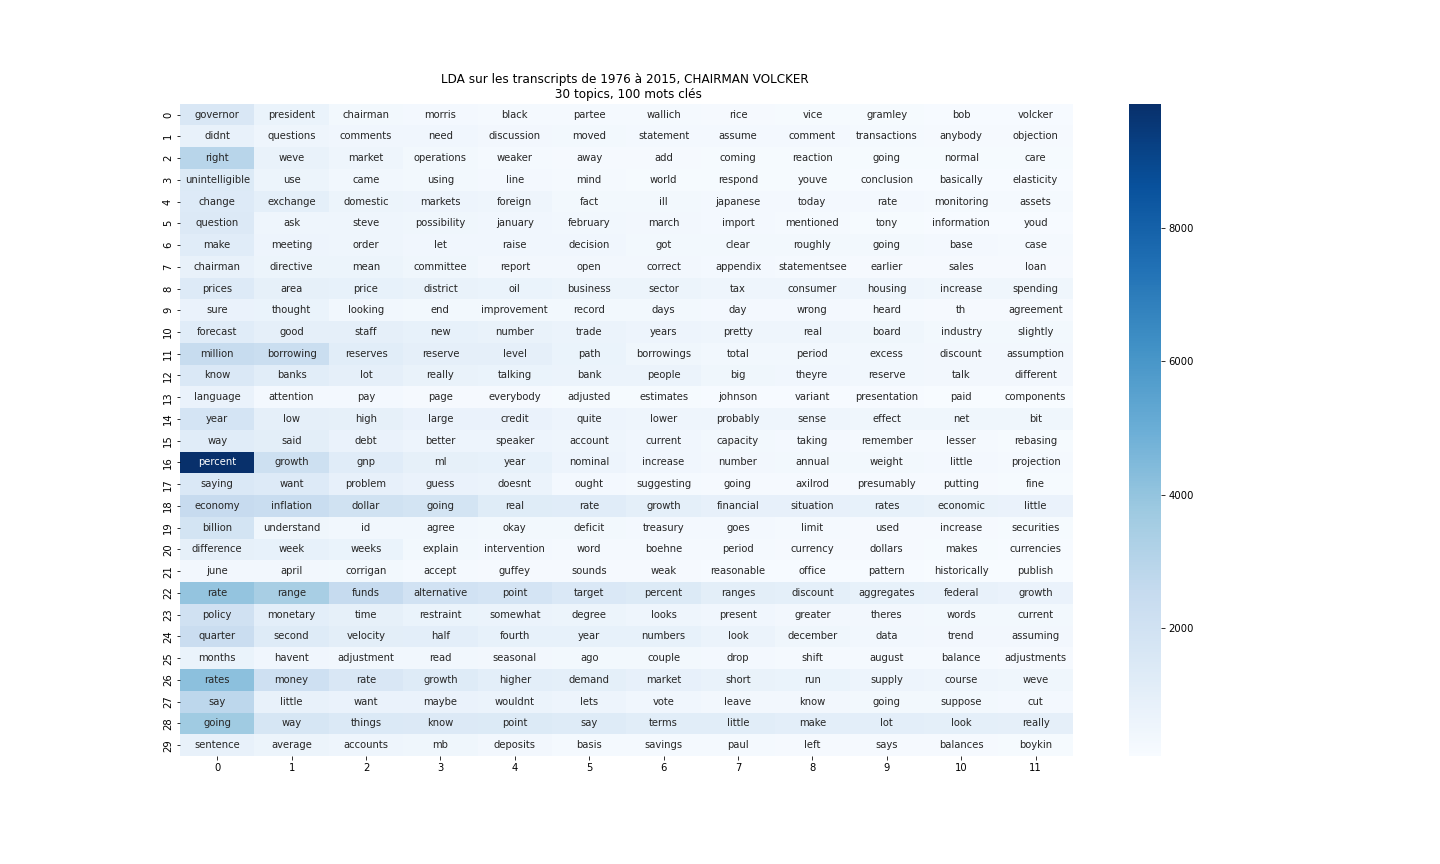 LDA sur les transcripts de 1976 à 2015, CHAIRMAN VOLCKER
30 topics, 100 mots clés
0 governor president chairman morris black partee wallich rice vice gramley bob volcker
1 didnt questions comments need discussion moved statement assume comment transactions anybody objection
2 right weve market operations weaker away add coming reaction going normal care
3 unintelligible use came using line mind world respond youve conclusion basically elasticity
4 change exchange domestic markets foreign fact ill japanese today rate monitoring assets
5 question ask steve possibility january february march import mentioned tony information youd
6 make meeting order let raise decision got clear roughly going base case
7 chairman directive mean committee report open correct appendix statementsee earlier sales loan
8 prices area price district oil business sector tax consumer housing increase spending
9 sure thought looking end improvement record days day wrong heard th agreement
10 forecast good staff new number trade years pretty real board industry slightly
11 million borrowing reserves reserve level path borrowings total period excess discount assumption
12 know banks lot really talking bank people big theyre reserve talk different
13 language attention pay page everybody adjusted estimates johnson variant presentation paid components
14 year low high large credit quite lower probably sense effect net bit
15 way said debt better speaker account current capacity taking remember lesser rebasing
16 percent growth gnp ml year nominal increase number annual weight little projection
17 saying want problem guess doesnt ought suggesting going axilrod presumably putting fine
18 economy inflation dollar going real rate growth financial situation rates economic little
19 billion understand id agree okay deficit treasury goes limit used increase securities
20 difference week weeks explain intervention word boehne period currency dollars makes currencies
21 june april corrigan accept guffey sounds weak reasonable office pattern historically publish
22 rate range funds alternative point target percent ranges discount aggregates federal growth
23 policy monetary time restraint somewhat degree looks present greater theres words current
24 quarter second velocity half fourth year numbers look december data trend assuming
25 months havent adjustment read seasonal ago couple drop shift august balance adjustments
26 rates money rate growth higher demand market short run supply course weve
27 say little want maybe wouldnt lets vote leave know going suppose cut
28 going way things know point say terms little make lot look really
29 sentence average accounts mb deposits basis savings paul left says balances boykin
0 1 2 3 4 5 6 7 8 9 10 11
8000
6000
4000
2000